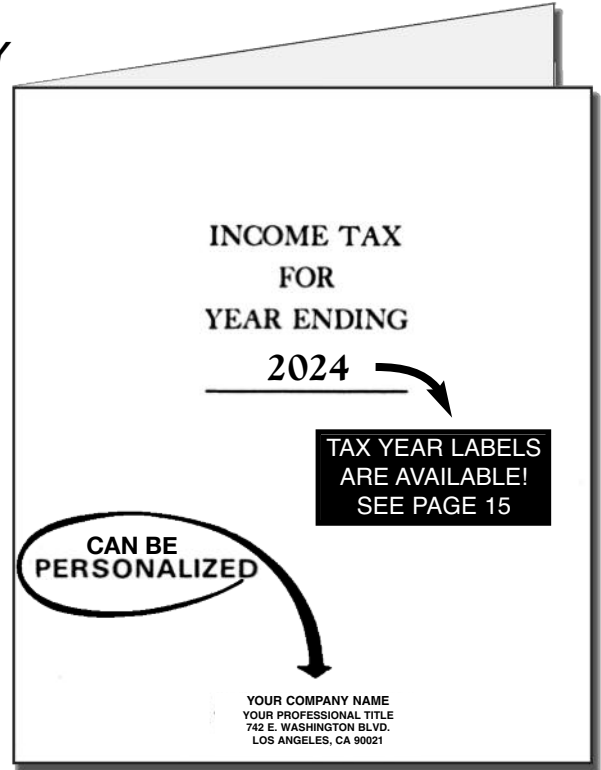 Y
INCOME TAX
FOR
YEAR ENDING
2024
TAX YEAR LABELS
ARE AVAILABLE!
SEE PAGE 15
CAN BE
PERSONALIZED
YOUR COMPANY NAME
YOUR PROFESSIONAL TITLE
742 E. WASHINGTON BLVD.
LOS ANGELES, CA 90021